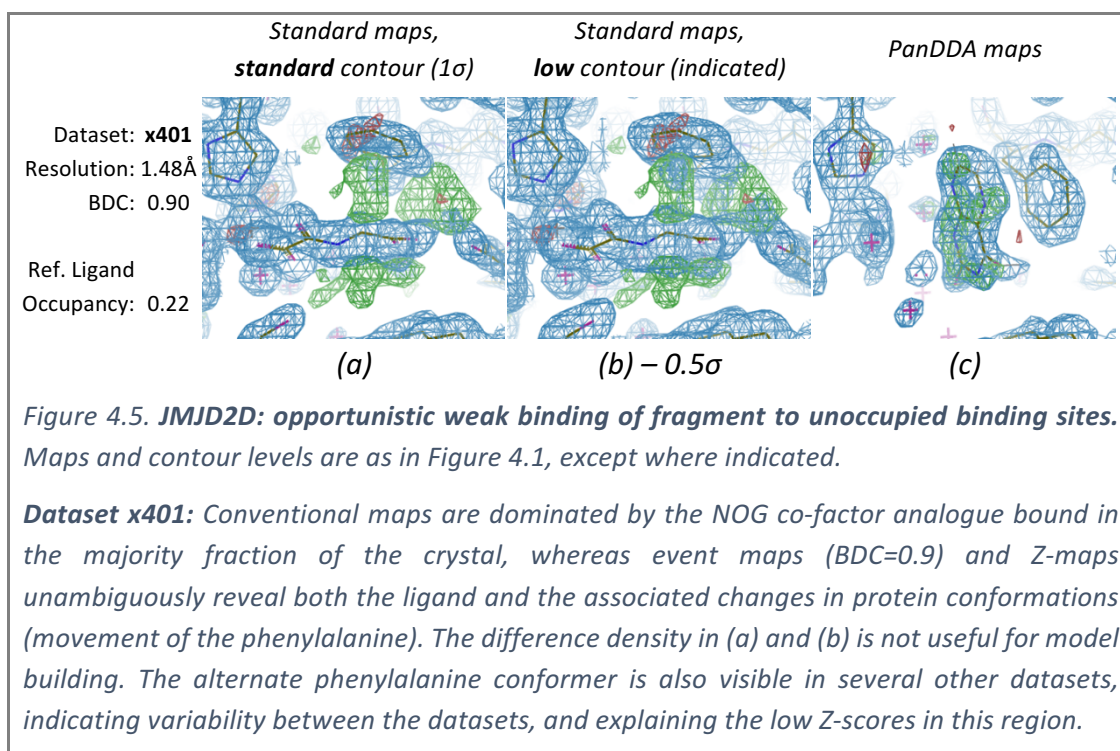 Standard maps,
standard contour (1σ)
Standard maps,
low contour (indicated)
PanDDA maps
Dataset: x401
Resolution: 1.48Å
BDC: 0.90
Ref. Ligand
Occupancy: 0.22
(a)
(b) – 0.5σ
(c)
Figure 4.5. JMJD2D: opportunistic weak binding of fragment to unoccupied binding sites.
Maps and contour levels are as in Figure 4.1, except where indicated.
Dataset x401: Conventional maps are dominated by the NOG co-factor analogue bound in
the majority fraction of the crystal, whereas event maps (BDC=0.9) and Z-maps
unambiguously reveal both the ligand and the associated changes in protein conformations
(movement of the phenylalanine). The difference density in (a) and (b) is not useful for model
building. The alternate phenylalanine conformer is also visible in several other datasets,
indicating variability between the datasets, and explaining the low Z-scores in this region.